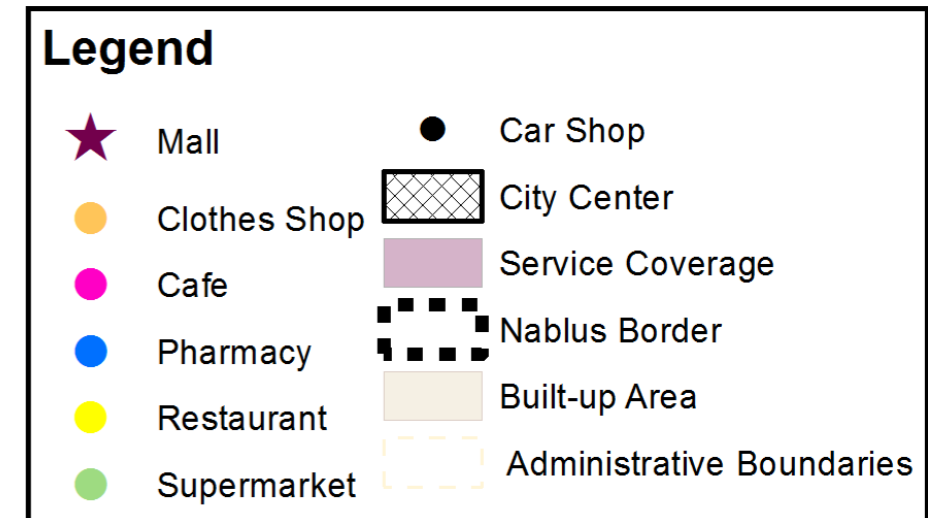 Legend
Mall
Clothes Shop
Cafe
Pharmacy
Restaurant
Supermarket
Car Shop
City Center
Service Coverage
Nablus Border
Built-up Area
Administrative Boundaries